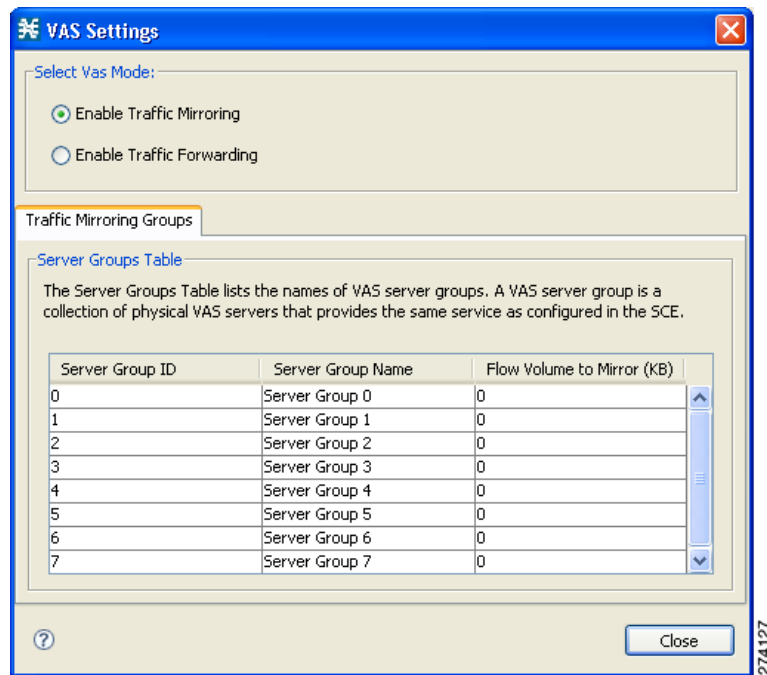 VAS Settings
Select Vas Mode:
Enable Traffic Mirroring
Enable Traffic Forwarding
Traffic Mirroring Groups
Server Groups Table
The Server Groups Table lists the names of VAS server groups. A VAS server group is a
collection of physical VAS servers that provides the same service as configured in the SCE.
Server Group ID Server Group Name Flow Volume to Mirror (KB)
0 Server Group 0 0
1 Server Group 1 0
2 Server Group 2 0
3 Server Group 3 0
4 Server Group 4 0
5 Server Group 5 0
6 Server Group 6 0
7 Server Group 7 0
? Close
274127